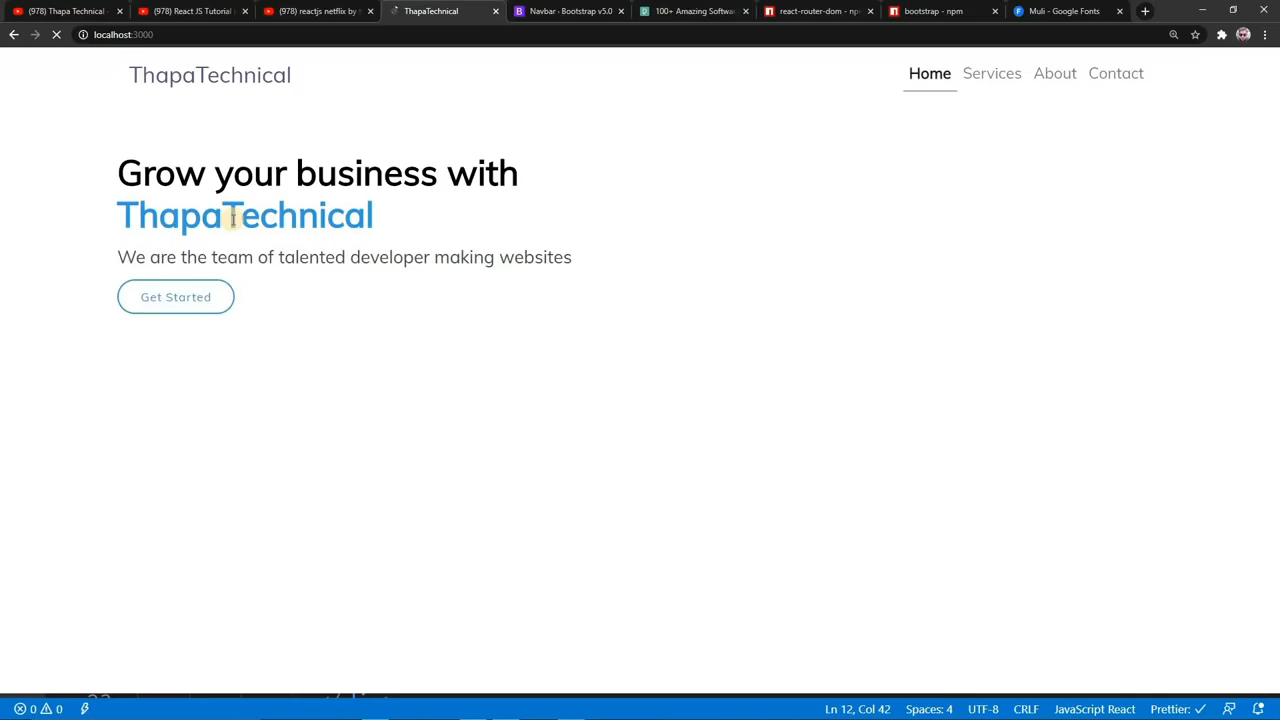 (978) Thapa Technical -
(978) React JS Tutorial
(978) reactjs netflix by
ThapaTechnical
Navbar · Bootstrap v5.0
100+ Amazing Softwa
react-router-dom - np
bootstrap - npm
Muli - Google Fonts
localhost:3000
ThapaTechnical
Home Services About Contact
Grow your business with
ThapaTechnical
We are the team of talented developer making websites
Get Started
0 0 Ln 12, Col 42 Spaces: 4 UTF-8 CRLF JavaScript React Prettier: ✓